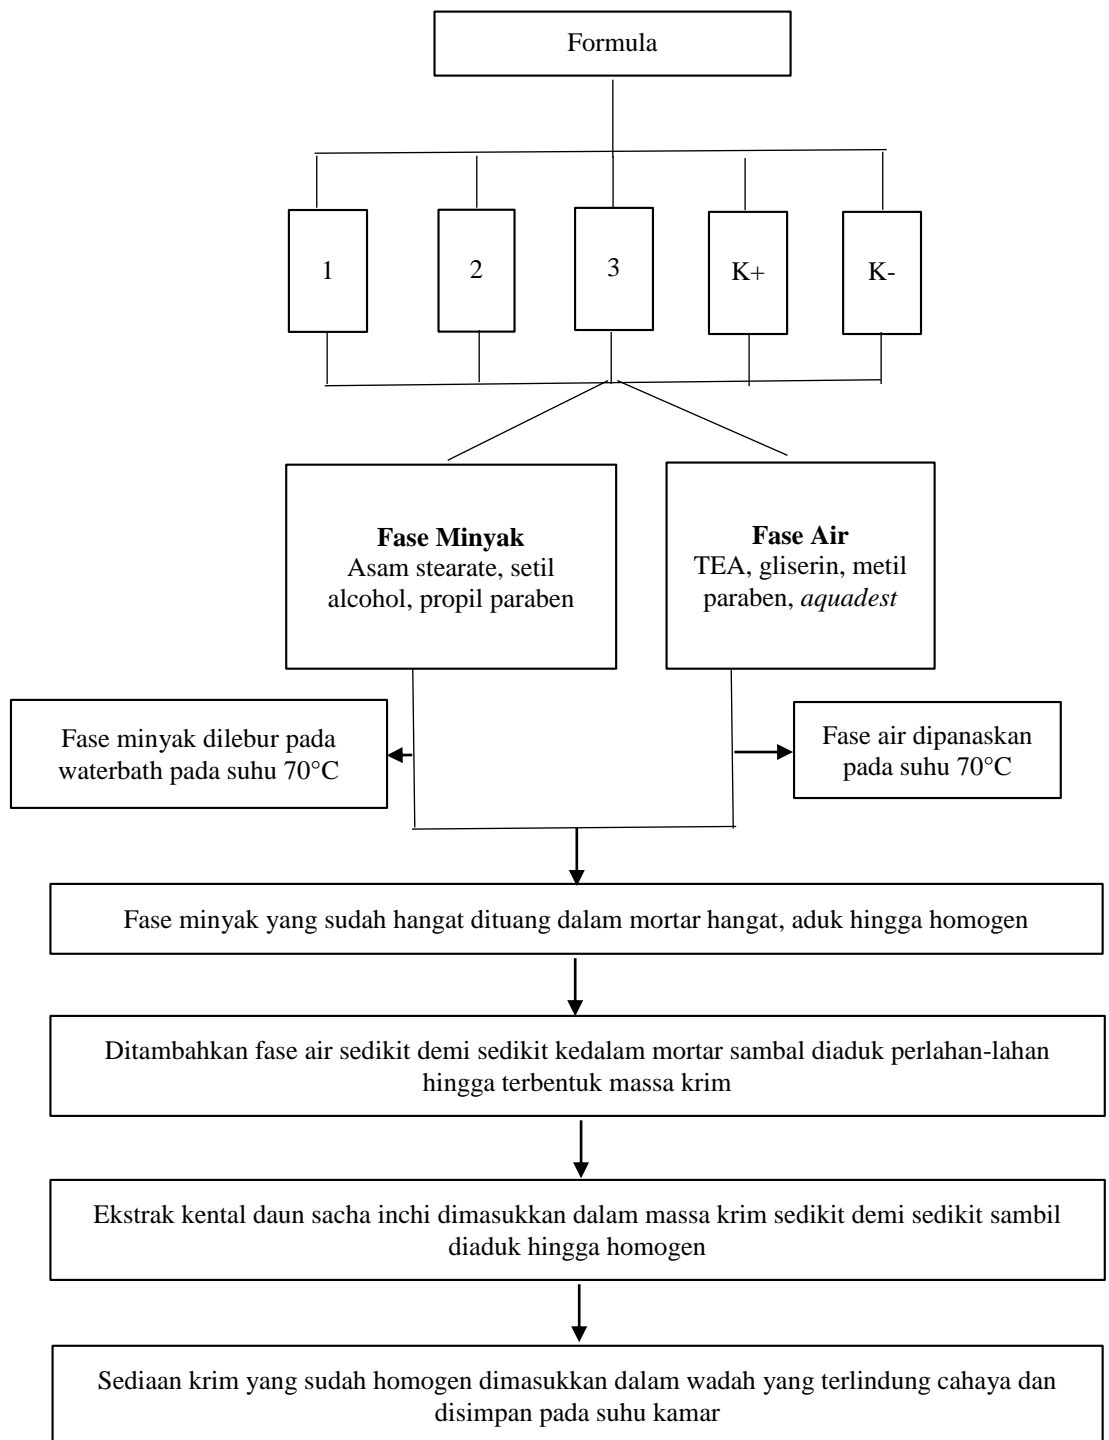 Formula
1
2
3
K+
K-
Fase Minyak
Asam stearate, setil
alcohol, propil paraben
Fase Air
TEA, gliserin, metil
paraben, aquadest
Fase minyak dilebur pada
waterbath pada suhu 70°C
Fase air dipanaskan
pada suhu 70°C
Fase minyak yang sudah hangat dituang dalam mortar hangat, aduk hingga homogen
Ditambahkan fase air sedikit demi sedikit kedalam mortar sambal diaduk perlahan-lahan
hingga terbentuk massa krim
Ekstrak kental daun sacha inchi dimasukkan dalam massa krim sedikit demi sedikit sambil
diaduk hingga homogen
Sediaan krim yang sudah homogen dimasukkan dalam wadah yang terlindung cahaya dan
disimpan pada suhu kamar